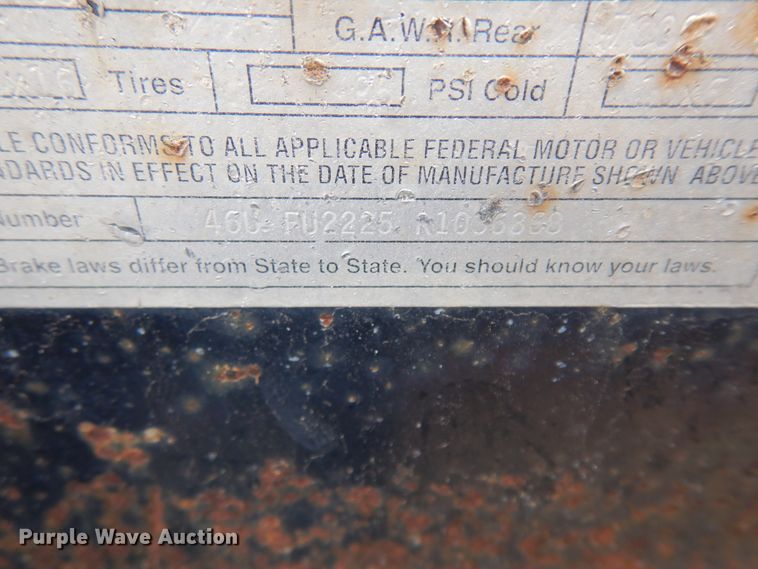 G.A.W.R. Rear
Tires PSI Cold
LE CONFORMS TO ALL APPLICABLE FEDERAL MOTOR OR VEHICLE
NDARDS IN EFFECT ON THE DATE OF MANUFACTURE SHOWN ABOVE
Number FU2225
Brake laws differ from State to State. You should know your laws.
Purple Wave Auction